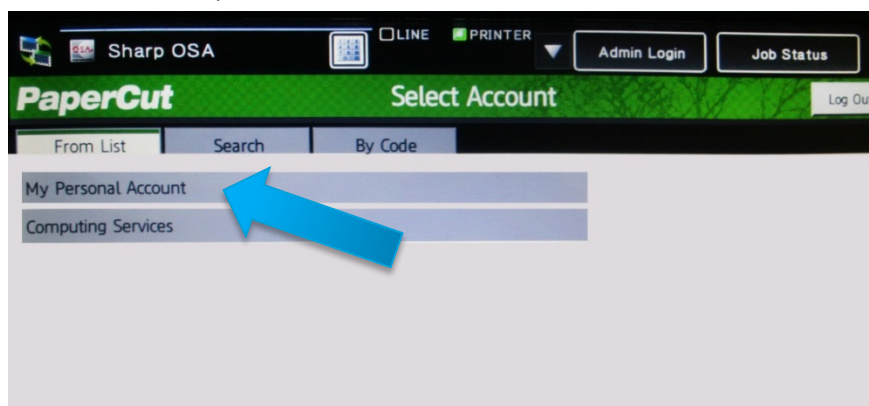 Sharp OSA
LINE
PRINTER
Admin Login
Job Status
PaperCut
Select Account
Log Ou
From List
Search
By Code
My Personal Account
Computing Services